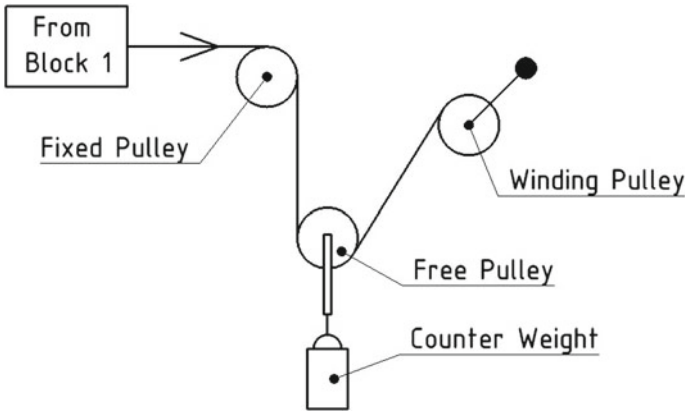 From
Block 1
Fixed Pulley
Winding Pulley
Free Pulley
Counter Weight